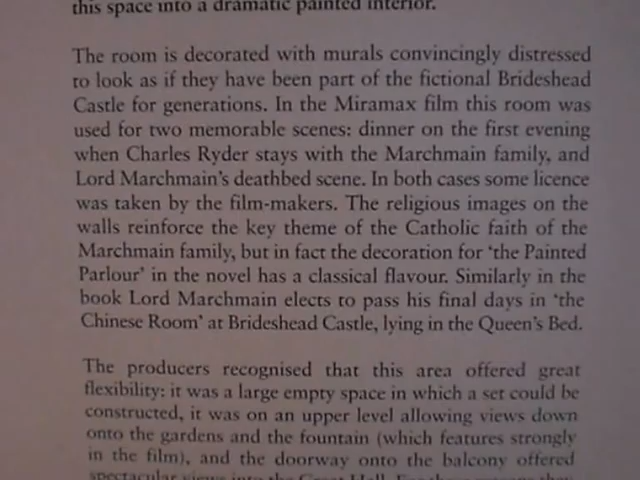 this space into a dramatic painted interior.
The room is decorated with murals convincingly distressed
to look as if they have been part of the fictional Brideshead
Castle for generations. In the Miramax film this room was
used for two memorable scenes: dinner on the first evening
when Charles Ryder stays with the Marchmain family, and
Lord Marchmain's deathbed scene. In both cases some licence
was taken by the film-makers. The religious images on the
walls reinforce the key theme of the Catholic faith of the
Marchmain family, but in fact the decoration for 'the Painted
Parlour' in the novel has a classical flavour. Similarly in the
book Lord Marchmain elects to pass his final days in 'the
Chinese Room' at Brideshead Castle, lying in the Queen's Bed.
The producers recognised that this area offered great
flexibility: it was a large empty space in which a set could be
constructed, it was on an upper level allowing views down
onto the gardens and the fountain (which features strongly
in the film), and the doorway onto the balcony offered
spectacular views into the Great Hall. For these